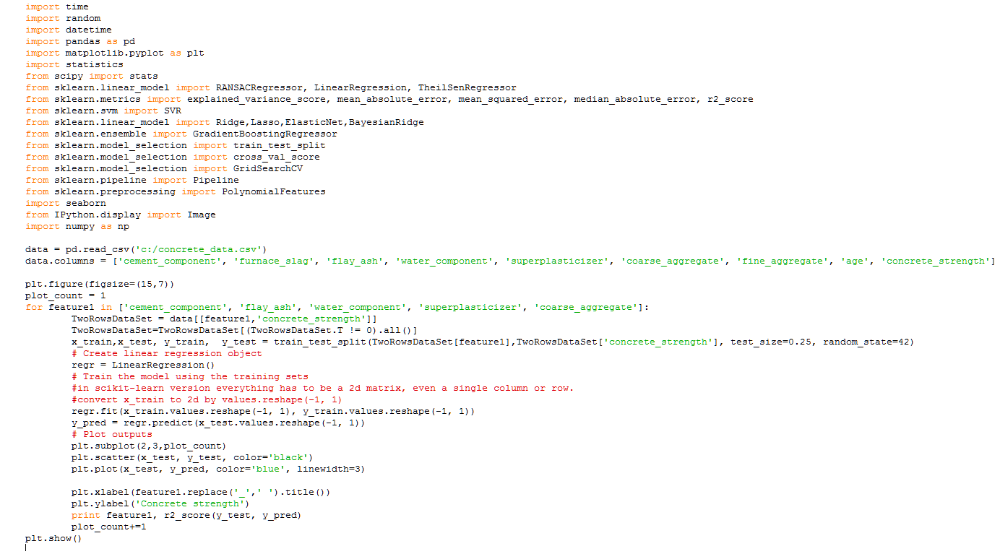 import time
import random
import datetime
import pandas as pd
import matplotlib.pyplot as plt
import statistics
from scipy import stats
from sklearn.linear_model import RANSACRegressor, LinearRegression, TheilSenRegressor
from sklearn.metrics import explained_variance_score, mean_absolute_error, mean_squared_error, median_absolute_error, r2_score
from sklearn.svm import SVR
from sklearn.linear_model import Ridge,Lasso,ElasticNet,BayesianRidge
from sklearn.ensemble import GradientBoostingRegressor
from sklearn.model_selection import train_test_split
from sklearn.model_selection import cross_val_score
from sklearn.model_selection import GridSearchCV
from sklearn.pipeline import Pipeline
from sklearn.preprocessing import PolynomialFeatures
import seaborn
from IPython.display import Image
import numpy as np

data = pd.read_csv('c:/concrete_data.csv')
data.columns = ['cement_component', 'furnace_slag', 'flay_ash', 'water_component', 'superplasticizer', 'coarse_aggregate', 'fine_aggregate', 'age', 'concrete_strength']

plt.figure(figsize=(15,7))
plot_count = 1
for feature1 in ['cement_component', 'flay_ash', 'water_component', 'superplasticizer', 'coarse_aggregate']:
        TwoRowsDataSet = data[[feature1,'concrete_strength']]
        TwoRowsDataSet=TwoRowsDataSet[(TwoRowsDataSet.T != 0).all()]
        x_train,x_test, y_train,  y_test = train_test_split(TwoRowsDataSet[feature1],TwoRowsDataSet['concrete_strength'], test_size=0.25, random_state=42)
        # Create linear regression object
        regr = LinearRegression()
        # Train the model using the training sets
        #in scikit-learn version everything has to be a 2d matrix, even a single column or row.
        #convert x_train to 2d by values.reshape(-1, 1)
        regr.fit(x_train.values.reshape(-1, 1), y_train.values.reshape(-1, 1))
        y_pred = regr.predict(x_test.values.reshape(-1, 1))
        # Plot outputs
        plt.subplot(2,3,plot_count)
        plt.scatter(x_test, y_test, color='black')
        plt.plot(x_test, y_pred, color='blue', linewidth=3)

        plt.xlabel(feature1.replace('_',' ').title())
        plt.ylabel('Concrete strength')
        print feature1, r2_score(y_test, y_pred)
        plot_count+=1
plt.show()